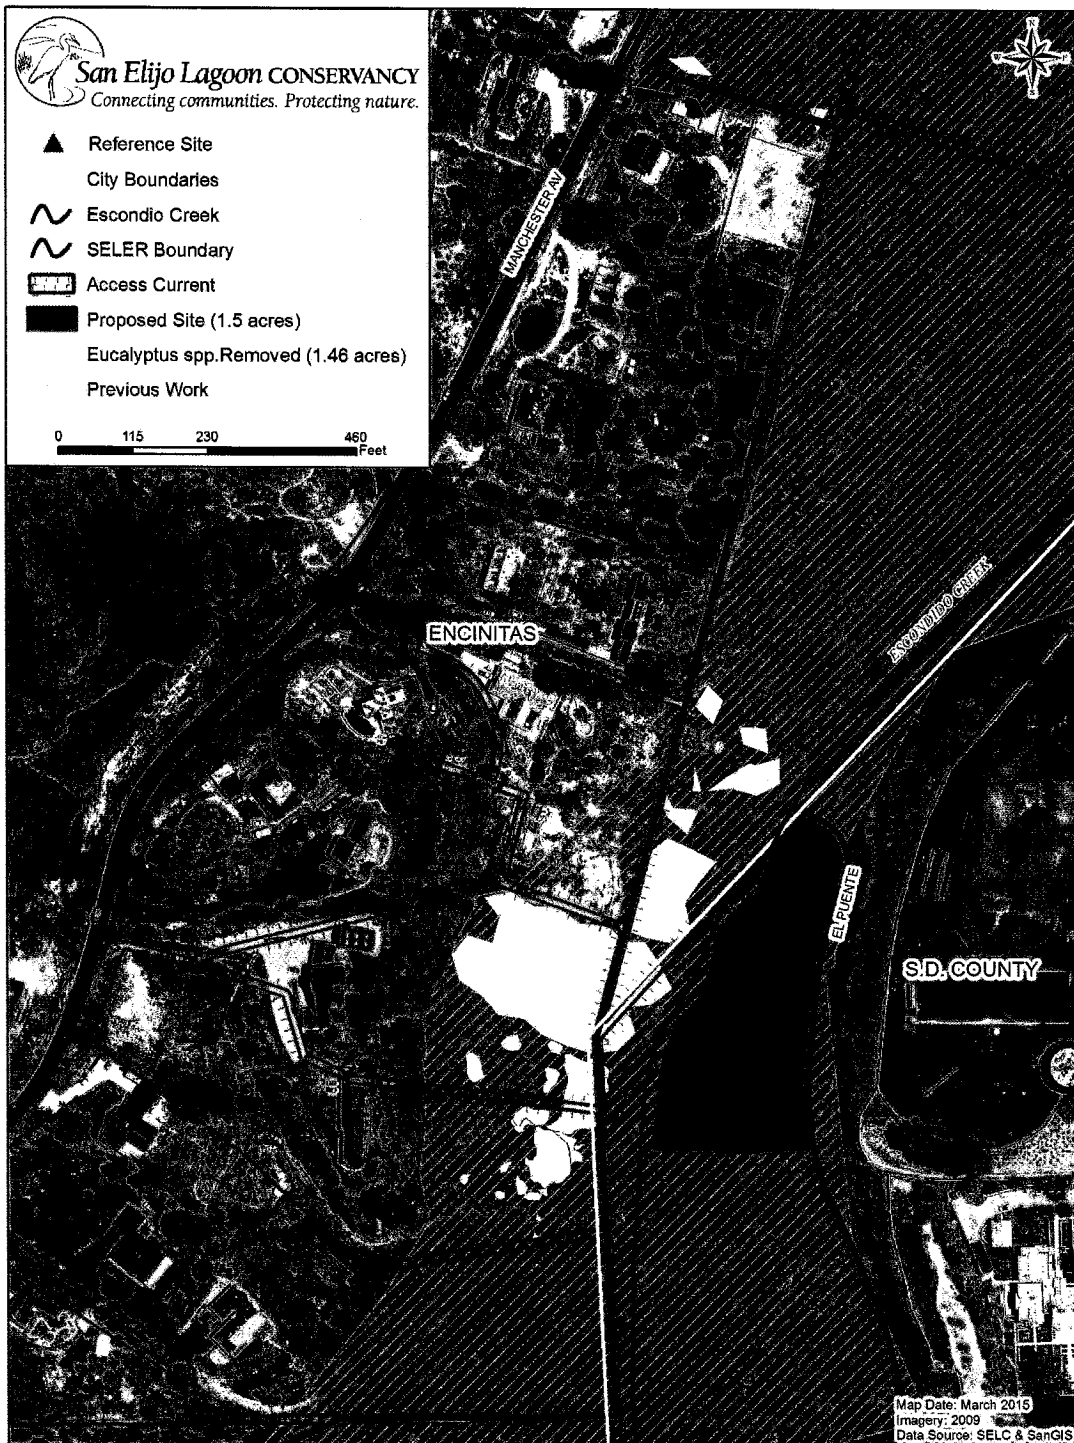 San Elijo Lagoon CONSERVANCY
Connecting communities. Protecting nature.
Reference Site
City Boundaries
Escondio Creek
SELER Boundary
Access Current
Proposed Site (1.5 acres)
Eucalyptus spp.Removed (1.46 acres)
Previous Work
0 115 230 460
Feet
N
MANCHESTER AV
ESCONDIDO CREEK
ENCINITAS
EL PUENTE
S.D. COUNTY
Map Date: March 2015
Imagery: 2009
Data Source: SELC & SanGIS